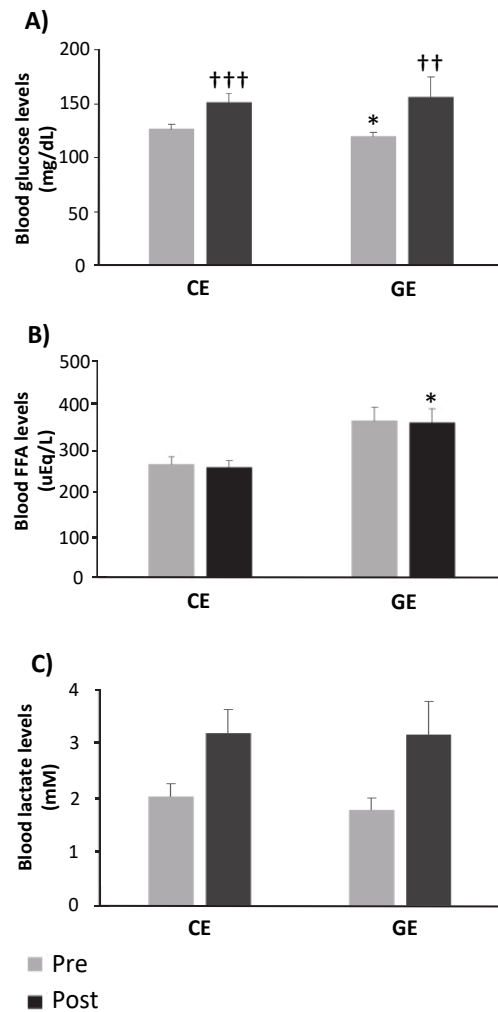 A)
Blood glucose levels
(mg/dL)
200
150
100
50
0
†††
*
††
CE
GE
B)
Blood FFA levels
(uEq/L)
500
400
300
200
100
0
*
CE
GE
C)
Blood lactate levels
(mM)
4
3
2
1
0
CE
GE
Pre
Post